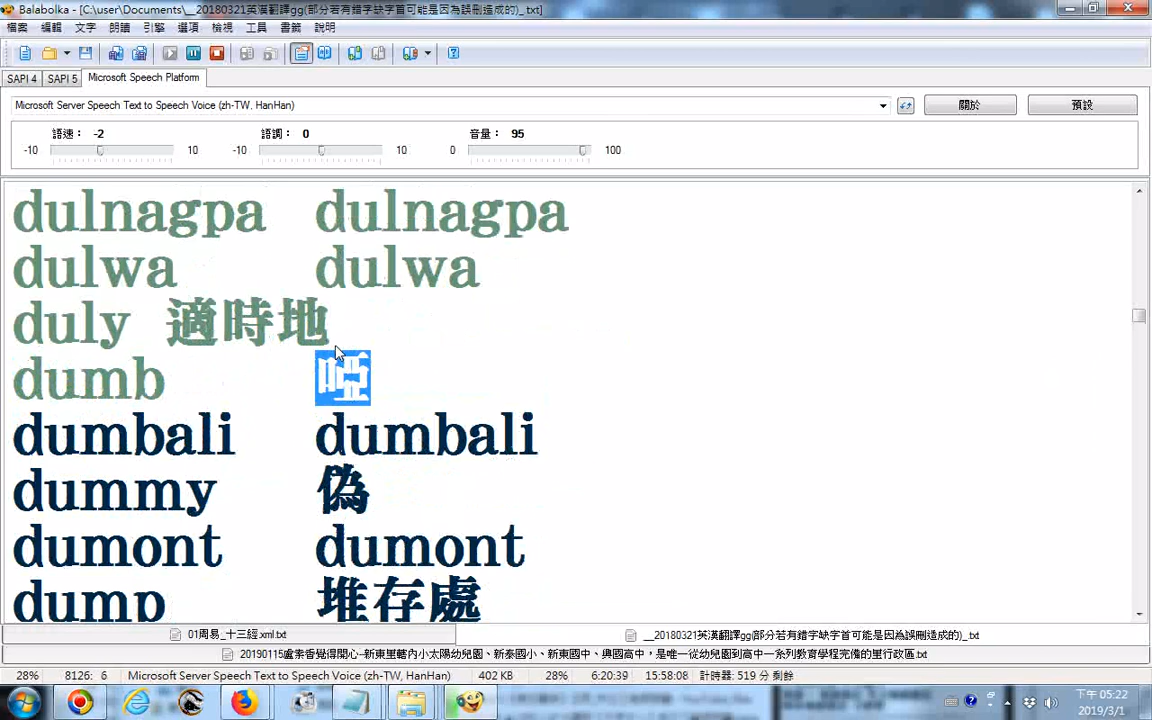 Balabolka - [C:\user\Documents\__20180321英漢翻譯gg(部分若有錯字缺字首可能是因為誤刪造成的)_.txt]
檔案 編輯 文字 朗讀 引擎 選項 檢視 工具 書籤 說明
SAPI 4 SAPI 5 Microsoft Speech Platform
Microsoft Server Speech Text to Speech Voice (zh-TW, HanHan) 關於 預設
語速： -2 語調： 0 音量： 95
-10 10 -10 10 0 100
dulnagpa dulnagpa
dulwa dulwa
duly 適時地
dumb 啞
dumbali dumbali
dummy 偽
dumont dumont
dump 堆存處
01周易_十三經.xml.txt __20180321英漢翻譯gg(部分若有錯字缺字首可能是因為誤刪造成的)_.txt
20190115盧素香覺得開心--新東里轄內小太陽幼兒園、新泰國小、新東國中、興國高中，是唯一從幼兒園到高中一系列教育學程完備的里行政區.txt
28% 8126: 6 Microsoft Server Speech Text to Speech Voice (zh-TW, HanHan) 402 KB 28% 6:20:39 15:58:08 計時器: 519 分 剩餘
下午 05:22
2019/3/1